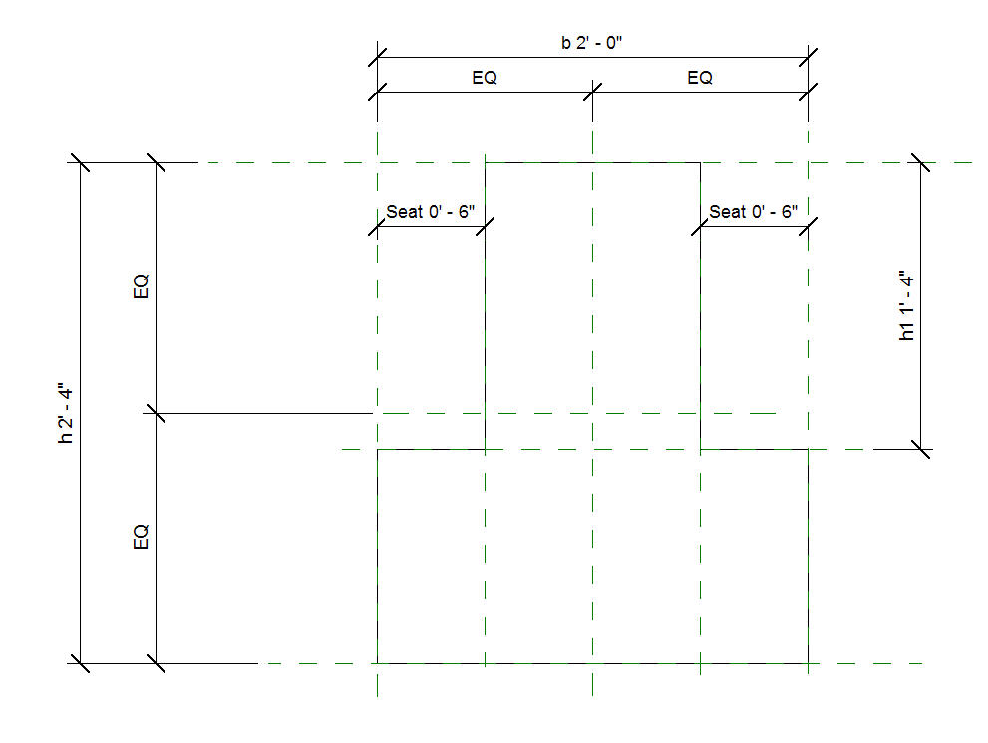 b 2' - 0"
EQ
EQ
Seat 0' - 6"
Seat 0' - 6"
EQ
h1 1' - 4"
h 2' - 4"
EQ